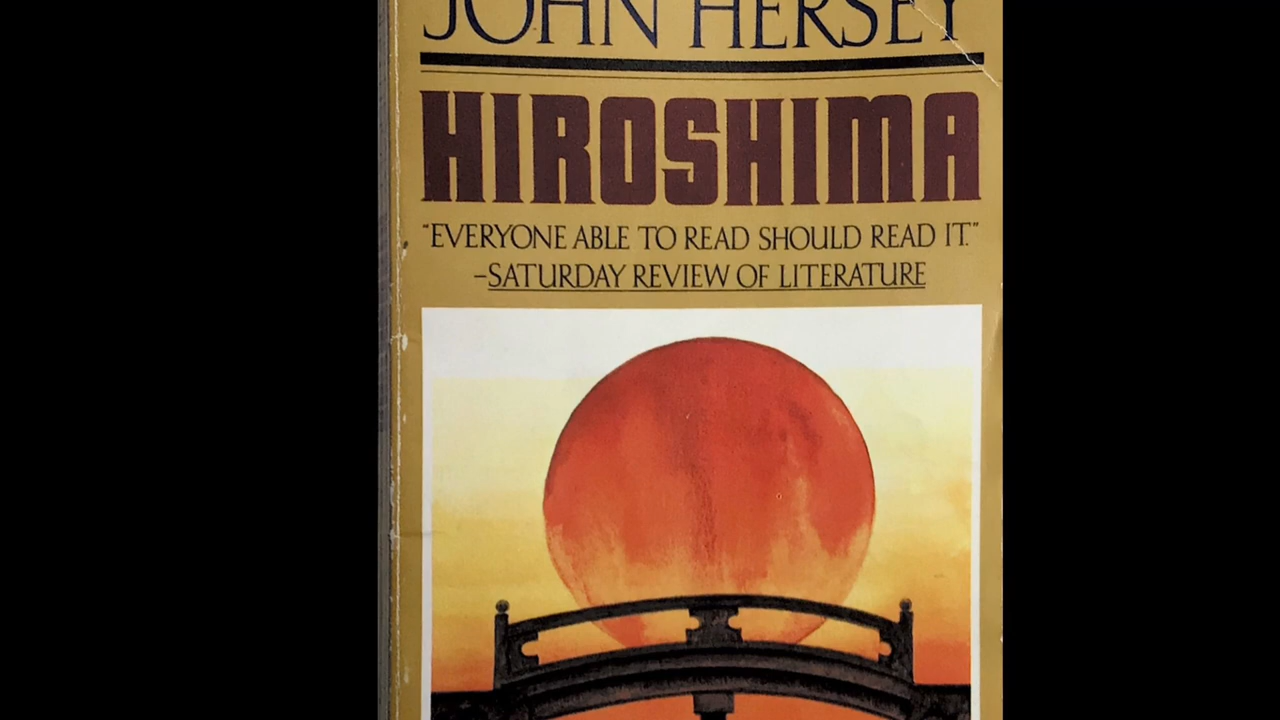 JOHN HERSEY
HIROSHIMA
“EVERYONE ABLE TO READ SHOULD READ IT.”
–SATURDAY REVIEW OF LITERATURE